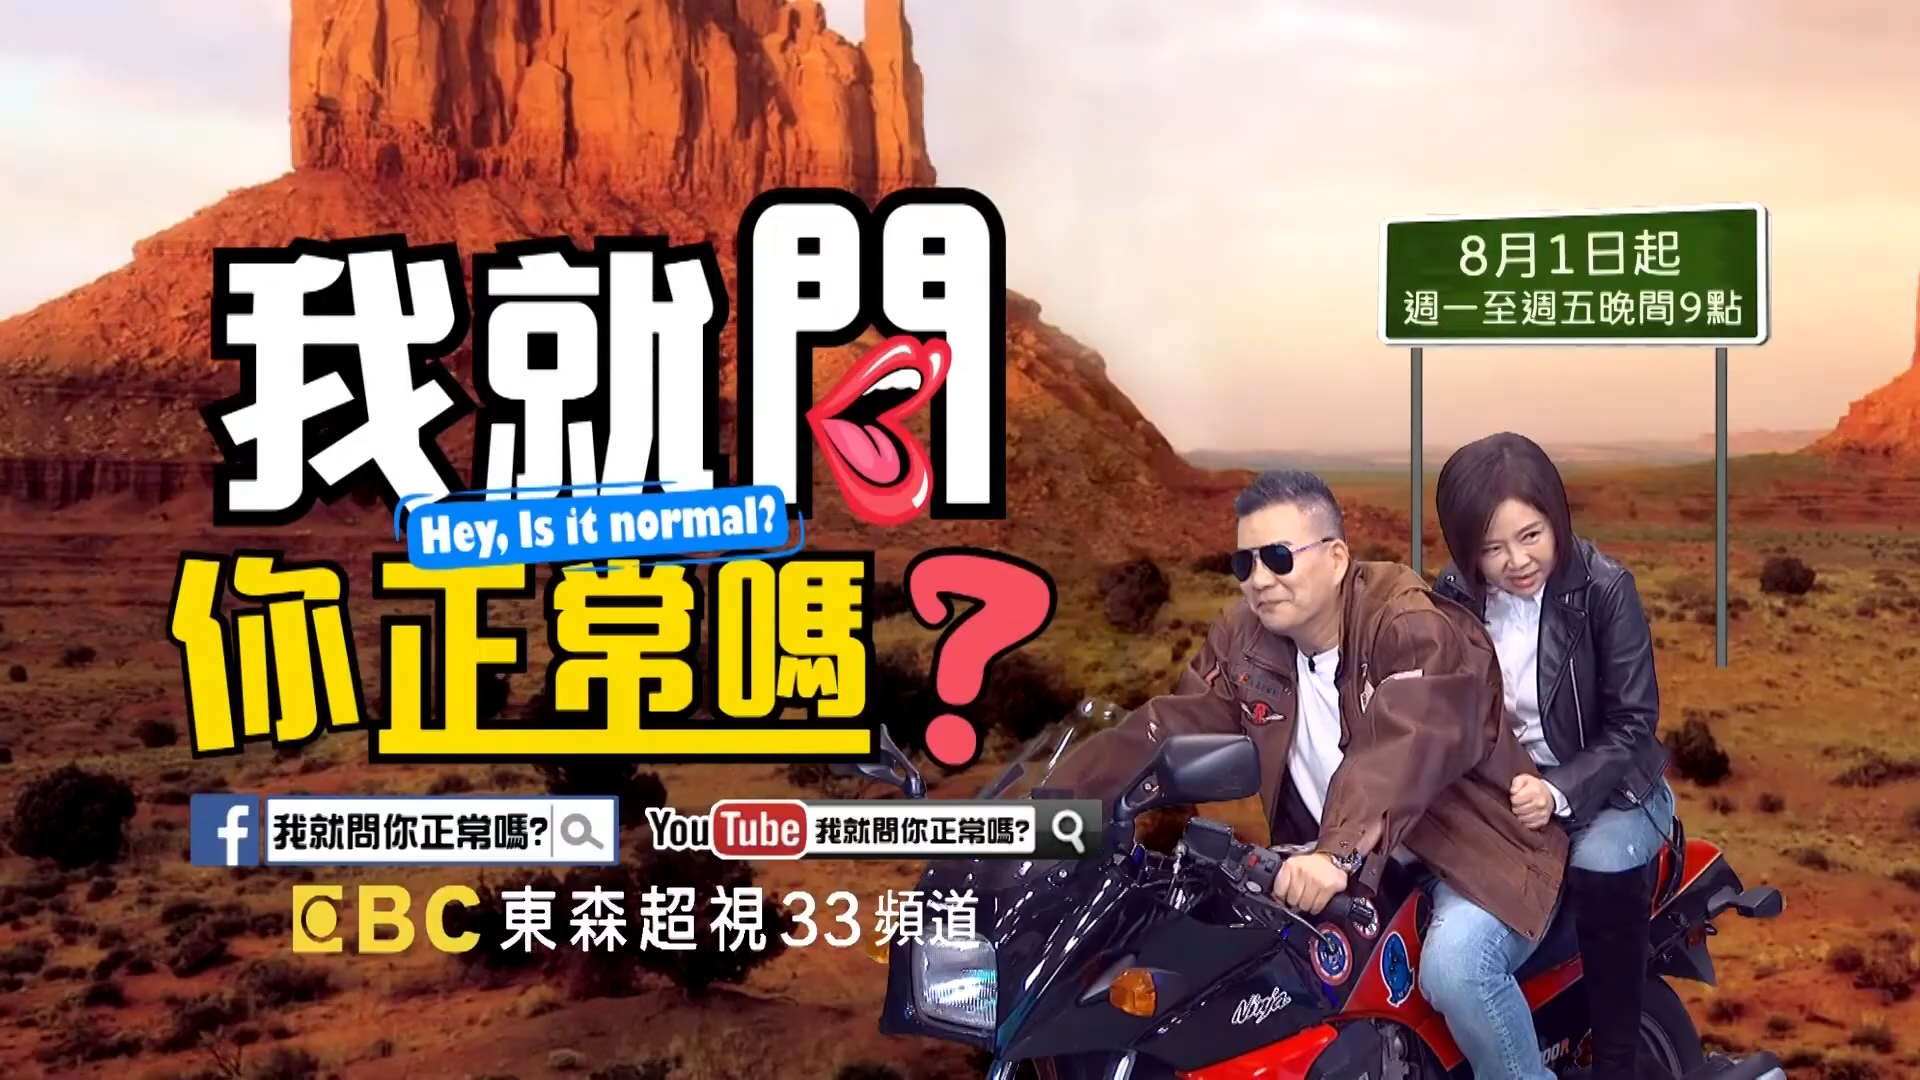 我就問
Hey, Is it normal?
你正常嗎?
8月1日起
週一至週五晚間9點
f 我就問你正常嗎?
YouTube 我就問你正常嗎?
EBC 東森超視33頻道
Ninja